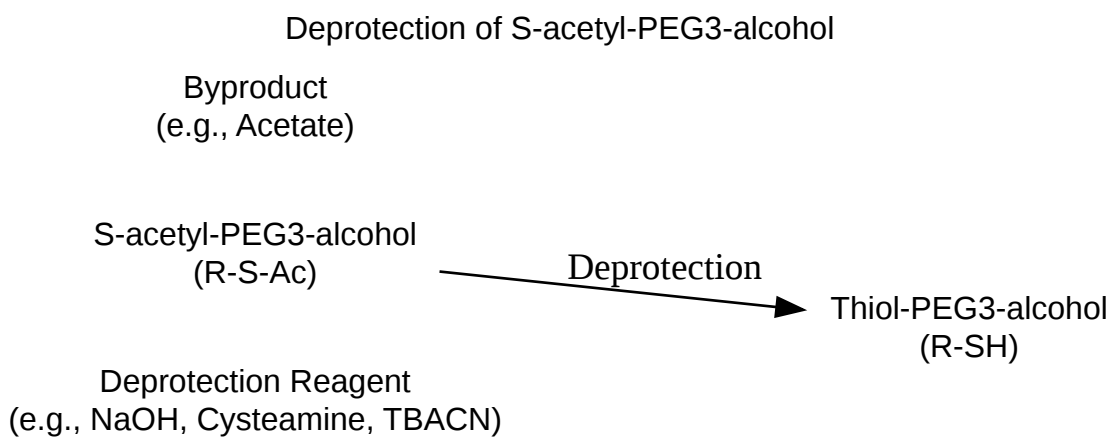 Deprotection of S-acetyl-PEG3-alcohol
Byproduct
(e.g., Acetate)
S-acetyl-PEG3-alcohol
(R-S-Ac)
Deprotection
Thiol-PEG3-alcohol
(R-SH)
Deprotection Reagent
(e.g., NaOH, Cysteamine, TBACN)